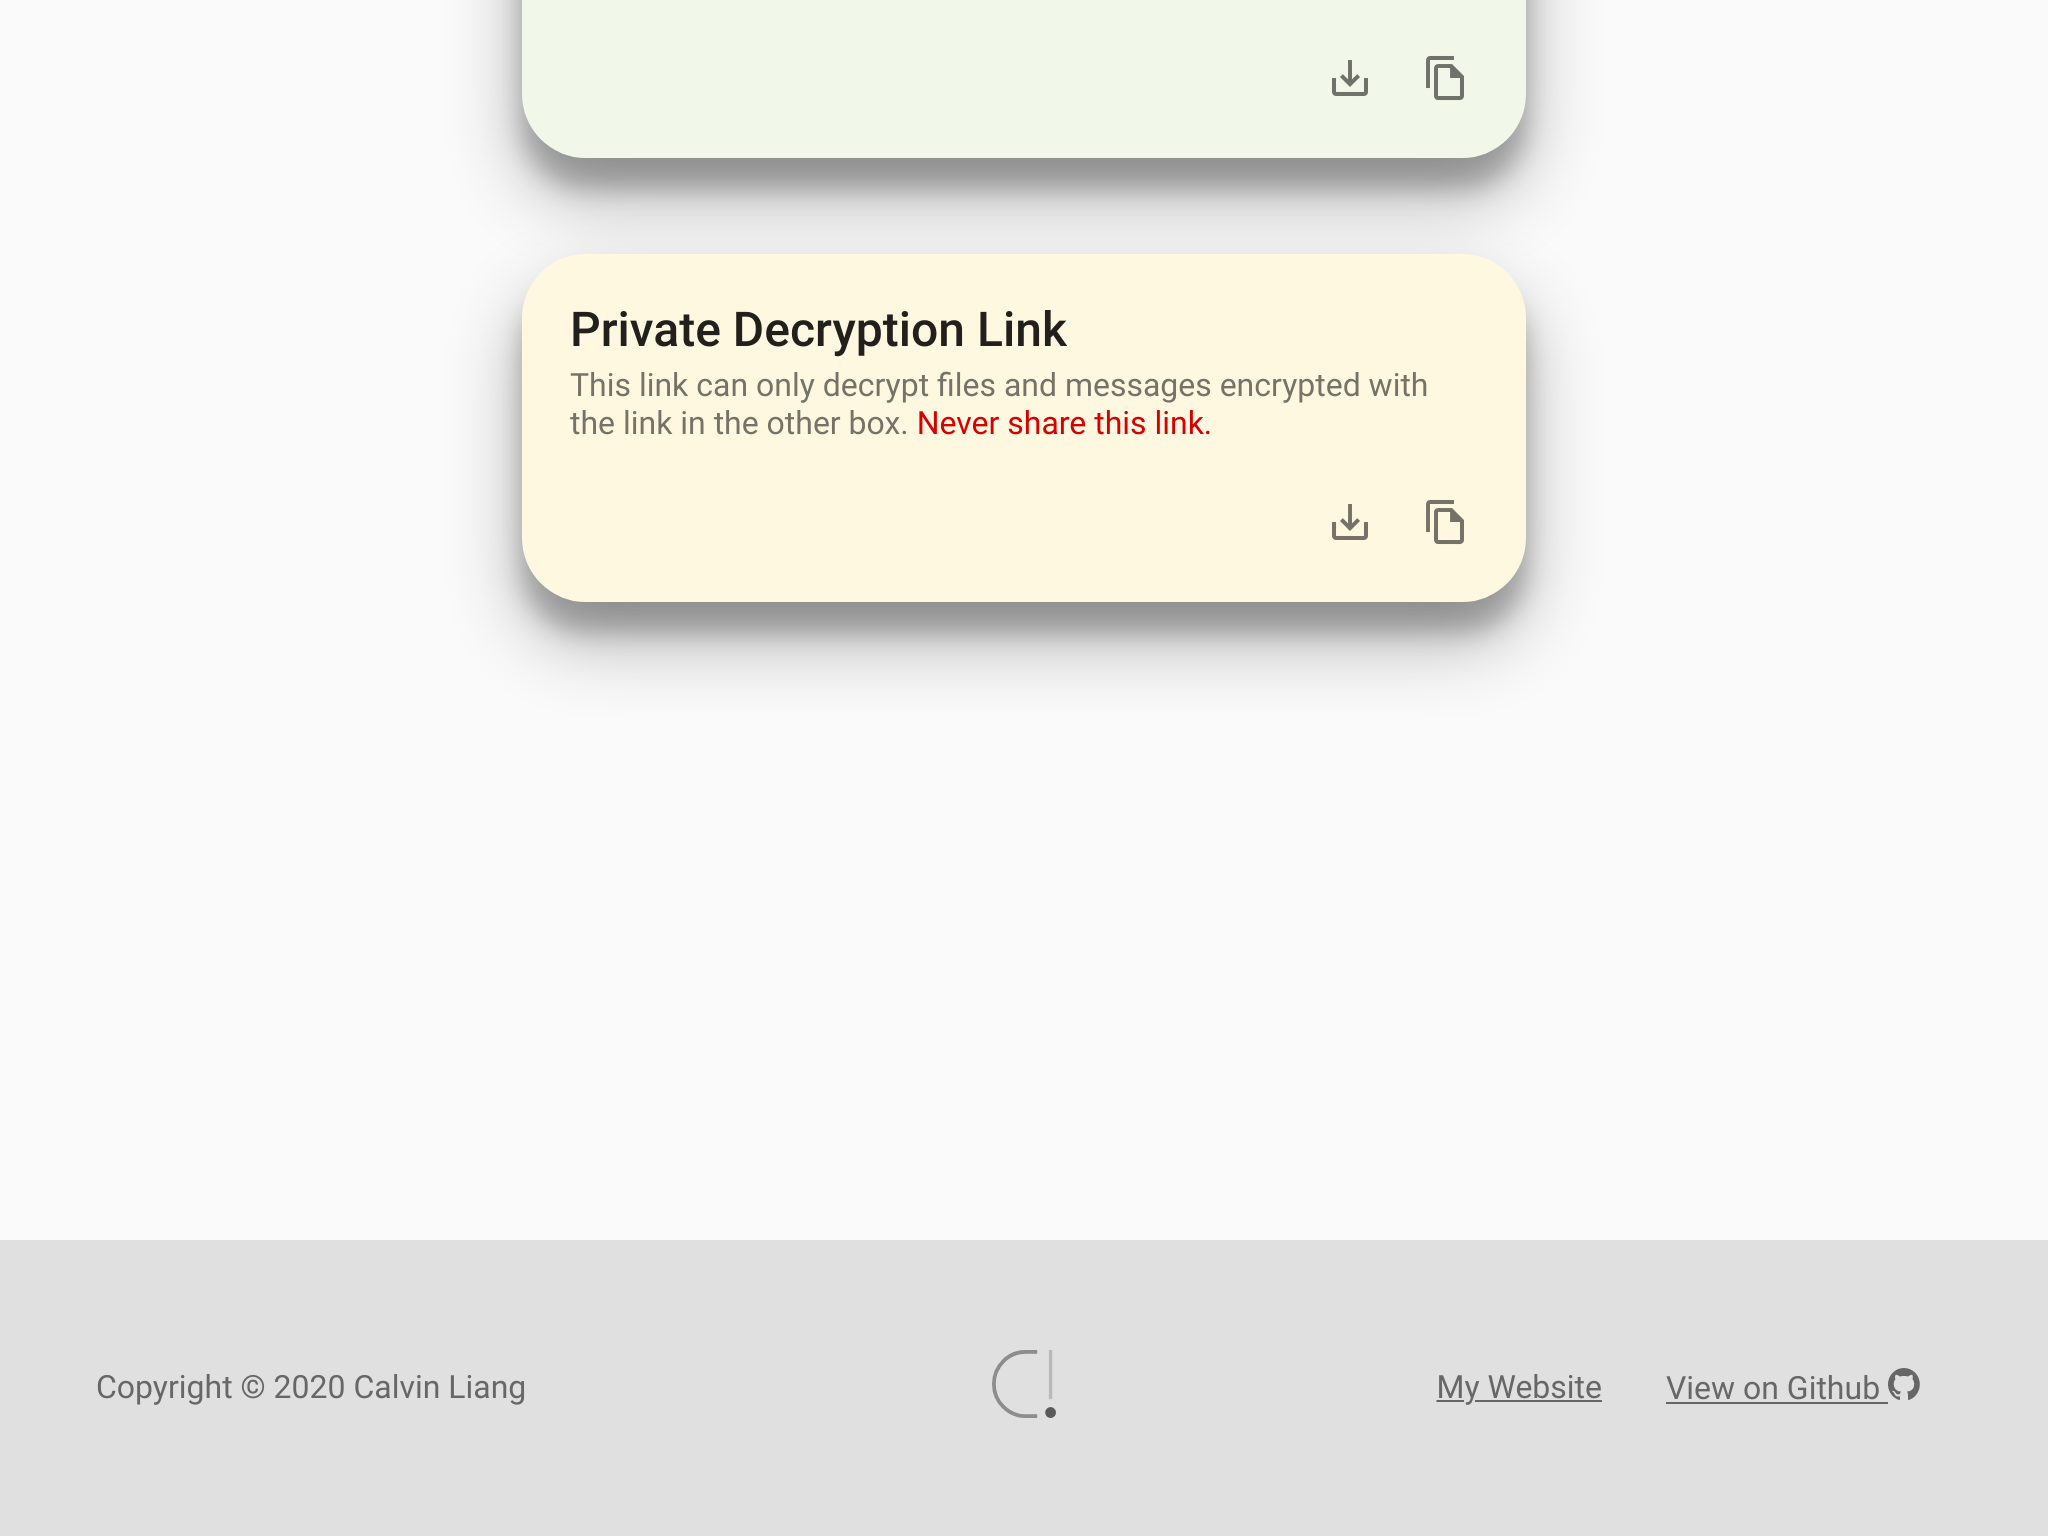 Private Decryption Link
This link can only decrypt files and messages encrypted with
the link in the other box. Never share this link.
Copyright © 2020 Calvin Liang
C!
My Website
View on Github